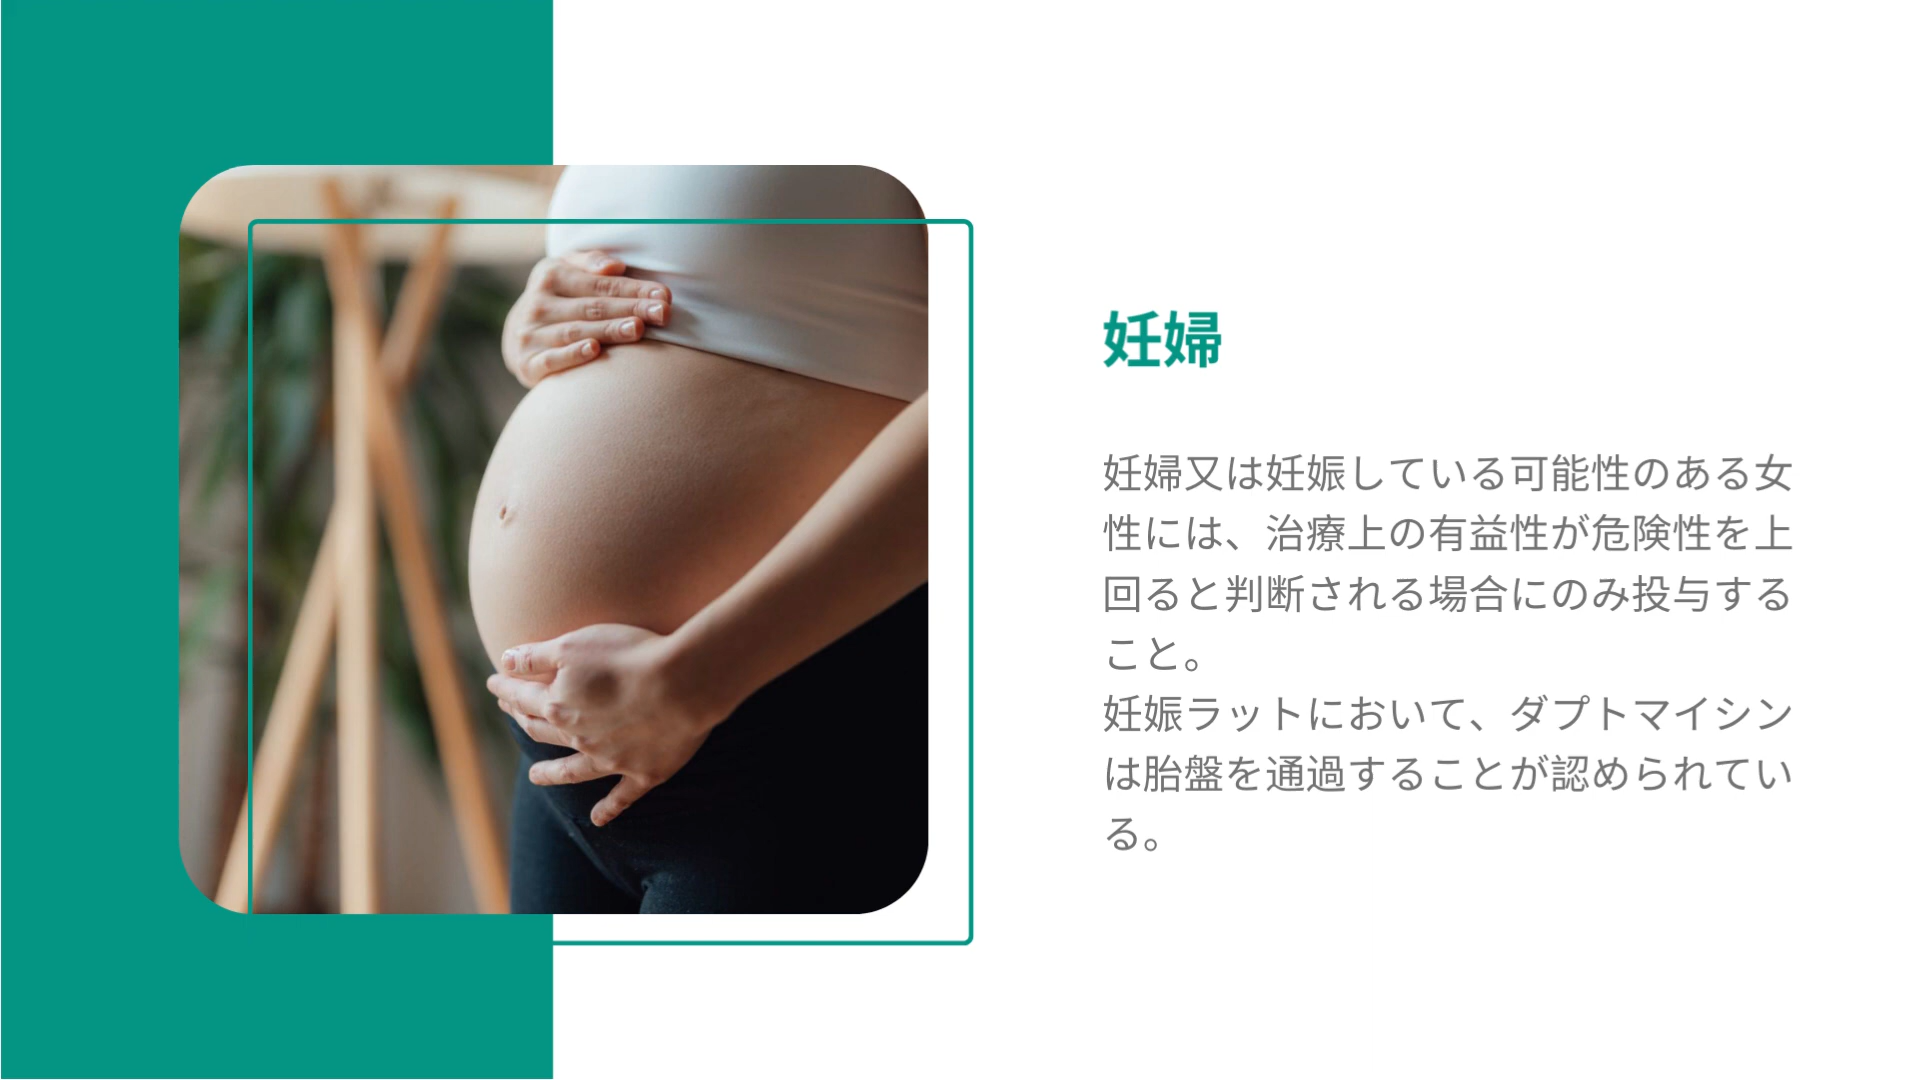 妊婦
妊婦又は妊娠している可能性のある女
性には、治療上の有益性が危険性を上
回ると判断される場合にのみ投与する
こと。
妊娠ラットにおいて、ダプトマイシン
は胎盤を通過することが認められてい
る。